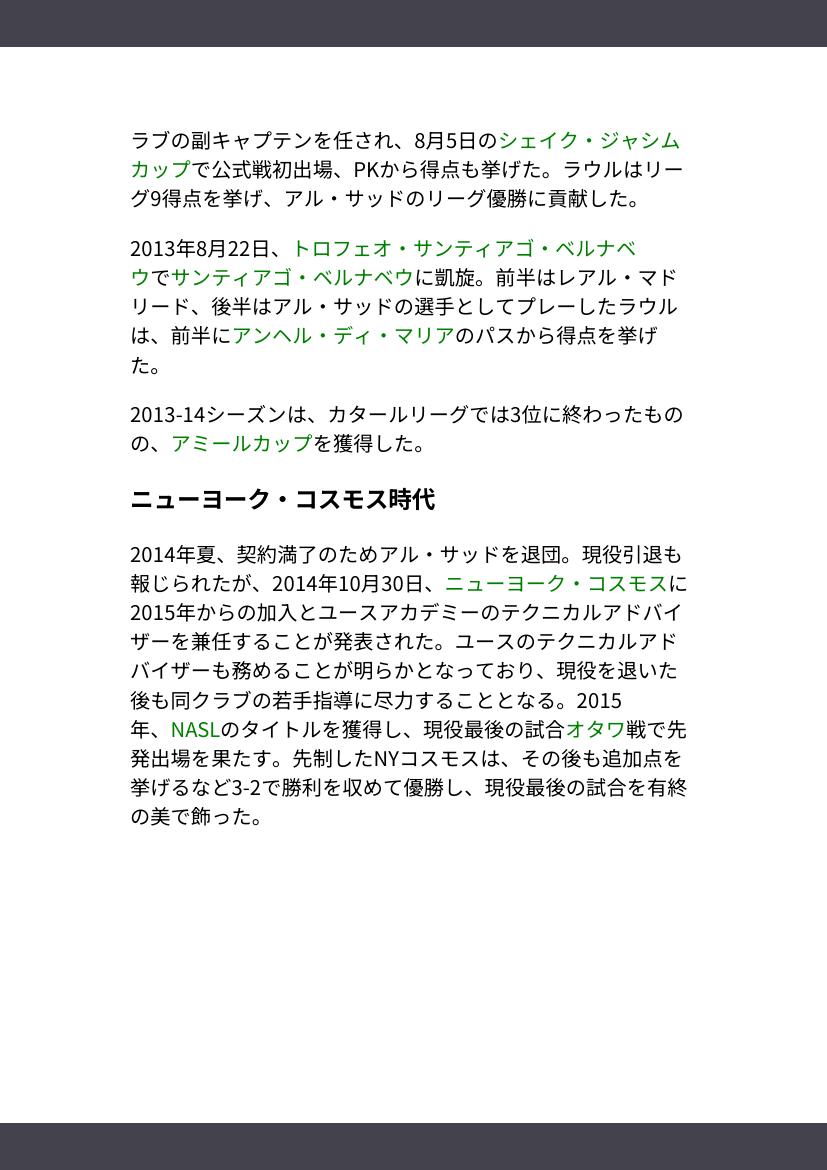 ラブの副キャプテンを任され、8月5日のシェイク・ジャシム
カップで公式戦初出場、PKから得点も挙げた。ラウルはリー
グ9得点を挙げ、アル・サッドのリーグ優勝に貢献した。
2013年8月22日、トロフェオ・サンティアゴ・ベルナベ
ウでサンティアゴ・ベルナベウに凱旋。前半はレアル・マド
リード、後半はアル・サッドの選手としてプレーしたラウル
は、前半にアンヘル・ディ・マリアのパスから得点を挙げ
た。
2013-14シーズンは、カタールリーグでは3位に終わったもの
の、アミールカップを獲得した。
ニューヨーク・コスモス時代
2014年夏、契約満了のためアル・サッドを退団。現役引退も
報じられたが、2014年10月30日、ニューヨーク・コスモスに
2015年からの加入とユースアカデミーのテクニカルアドバイ
ザーを兼任することが発表された。ユースのテクニカルアド
バイザーも務めることが明らかとなっており、現役を退いた
後も同クラブの若手指導に尽力することとなる。2015
年、NASLのタイトルを獲得し、現役最後の試合オタワ戦で先
発出場を果たす。先制したNYコスモスは、その後も追加点を
挙げるなど3-2で勝利を収めて優勝し、現役最後の試合を有終
の美で飾った。